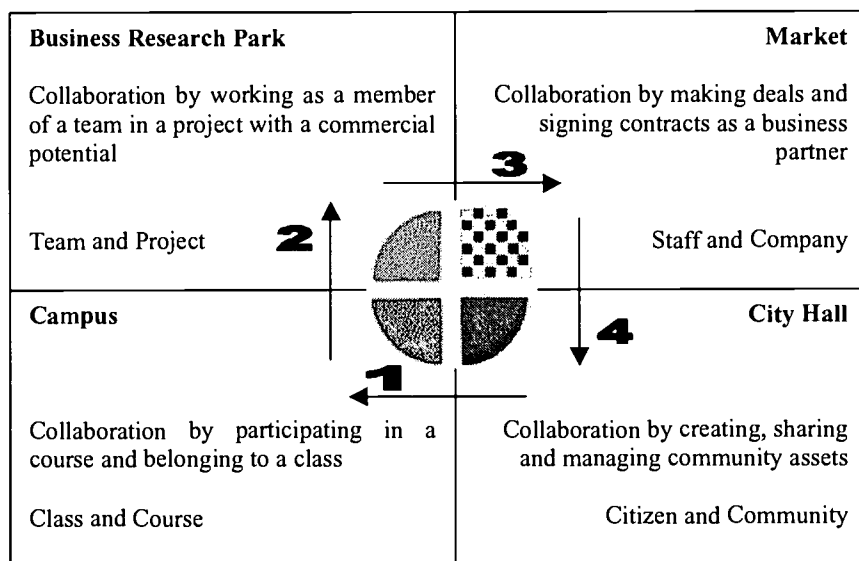 Business Research Park
Collaboration by working as a member
of a team in a project with a commercial
potential
Team and Project
Market
Collaboration by making deals and
signing contracts as a business
partner
Staff and Company
2
3
4
1
Campus
Collaboration by participating in a
course and belonging to a class
Class and Course
City Hall
Collaboration by creating, sharing
and managing community assets
Citizen and Community